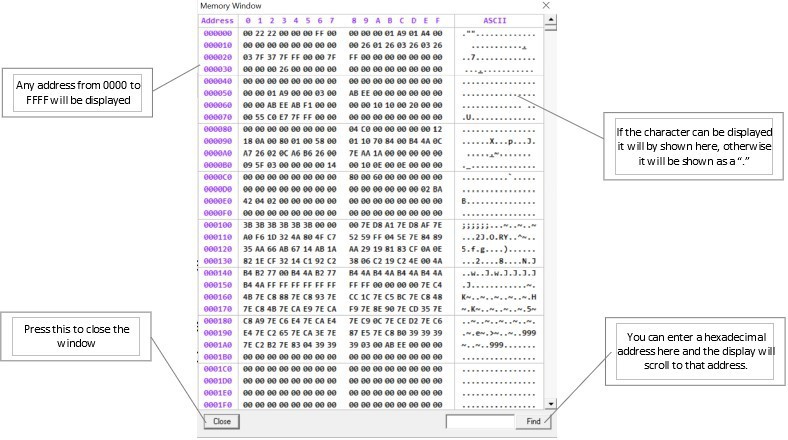 Memory Window
Address 0 1 2 3 4 5 6 7 8 9 A B C D E F ASCII
000000 00 22 22 00 00 00 FF 00 00 00 00 01 A9 01 A4 00 ."".............
000010 00 00 00 00 00 00 00 00 00 26 01 26 03 26 03 26
000020 03 7F 37 7F FF 00 00 7F FF 00 00 00 00 00 00 00 ..7.............
000030 00 00 00 26 00 00 00 00 00 00 00 00 00 00 00 00
000040 00 00 00 00 00 00 00 00 00 00 00 00 00 00 00 00 ................
000050 00 00 01 A9 00 00 03 00 AB EE 00 00 00 00 00 00 ................
000060 00 00 AB EE AB F1 00 00 00 00 10 10 00 20 00 00 ............. ..
000070 00 55 C0 E7 7F FF 00 00 00 00 00 00 00 00 00 00 .U..............
000080 00 00 00 00 00 00 00 00 04 C0 00 00 00 00 00 12 ................
000090 18 0A 00 80 01 00 58 00 01 10 70 84 00 B4 4A 0C ......X...p...J.
0000A0 A7 26 02 0C A6 B6 26 00 7E AA 1A 00 00 00 00 00
0000B0 09 5F 03 00 00 00 00 14 00 10 0E 00 0E 00 00 00 ._..............
0000C0 00 00 00 00 00 00 00 00 80 00 06 60 00 00 00 00 ...........`....
0000D0 00 00 00 00 00 00 00 00 00 00 00 00 00 00 02 BA ................
0000E0 42 04 02 00 00 00 00 00 00 00 00 00 00 00 00 00 B...............
0000F0 00 00 00 00 00 00 00 00 00 00 00 00 00 00 00 00 ................
000100 3B 3B 3B 3B 3B 3B 00 00 00 7E D8 A1 7E D8 AF 7E ;;;;;;...~..~..~
000110 A0 F6 1D 32 4A 80 4F C7 52 59 FF 04 5E 7E 84 89 ...2J.O.RY..^~..
000120 35 AA 66 AB 67 14 AB 1A AA 29 19 81 83 CF 0A 0E 5.f.g....)......
000130 82 1E CF 32 14 C1 92 C2 38 06 C2 19 C2 4E 00 4A ...2....8....N.J
000140 B4 B2 77 00 B4 4A B2 77 B4 4A B4 4A B4 4A B4 4A ..w..J.w.J.J.J.J
000150 B4 4A FF FF FF FF FF FF FF FF 00 00 00 00 7E C4 .J............~.
000160 4B 7E C8 88 7E C8 93 7E CC 1C 7E C5 BC 7E C8 48 K~..~..~..~..~.H
000170 7E C8 4B 7E CA E9 7E CA F9 7E 8E 90 7E CD 35 7E ~.K~..~..~..~.5~
000180 C8 A9 7E C6 E4 7E CA E4 7E C9 0C 7E CE D2 7E C6 ..~..~..~..~..~.
000190 E4 7E C2 65 7E CA 3E 7E 87 E5 7E C8 B0 39 39 39 .~.e~.>~..~..999
0001A0 7E C2 B2 7E 83 04 39 39 39 03 00 AB EE 00 00 00 ~..~..999.......
0001B0 00 00 00 00 00 00 00 00 00 00 00 00 00 00 00 00 ................
0001C0 00 00 00 00 00 00 00 00 00 00 00 00 00 00 00 00 ................
0001D0 00 00 00 00 00 00 00 00 00 00 00 00 00 00 00 00 ................
0001E0 00 00 00 00 00 00 00 00 00 00 00 00 00 00 00 00 ................
0001F0 00 00 00 00 00 00 00 00 00 00 00 00 00 00 00 00 ................
Close
Find
Any address from 0000 to
FFFF will be displayed
If the character can be displayed
it will by shown here, otherwise
it will be shown as a “.”
Press this to close the
window
You can enter a hexadecimal
address here and the display will
scroll to that address.